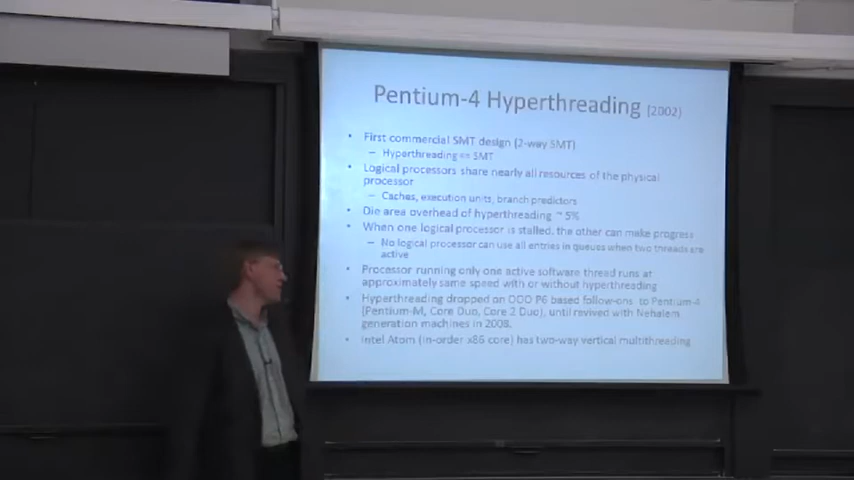 Pentium-4 Hyperthreading [2002]
• First commercial SMT design (2-way SMT)
– Hyperthreading == SMT
• Logical processors share nearly all resources of the physical
processor
– Caches, execution units, branch predictors
• Die area overhead of hyperthreading ~ 5%
• When one logical processor is stalled, the other can make progress
– No logical processor can use all entries in queues when two threads are
active
• Processor running only one active software thread runs at
approximately same speed with or without hyperthreading
• Hyperthreading dropped on OOO P6 based follow-ons to Pentium-4
(Pentium-M, Core Duo, Core 2 Duo), until revived with Nehalem
generation machines in 2008.
• Intel Atom (in-order x86 core) has two-way vertical multithreading